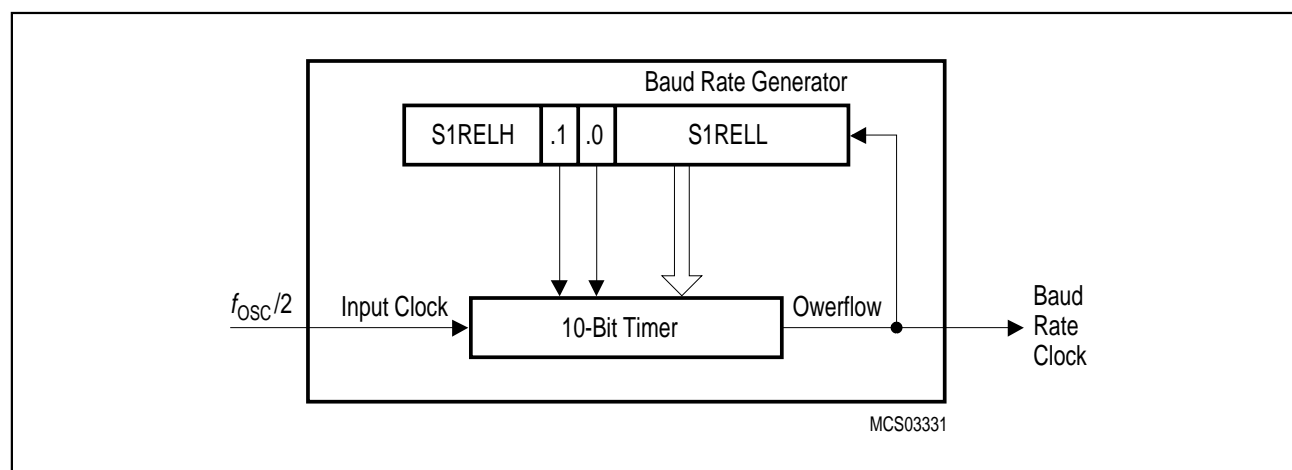 Baud Rate Generator
S1RELH .1 .0 S1RELL
fOSC/2 Input Clock 10-Bit Timer Owerflow Baud
Rate
Clock
MCS03331